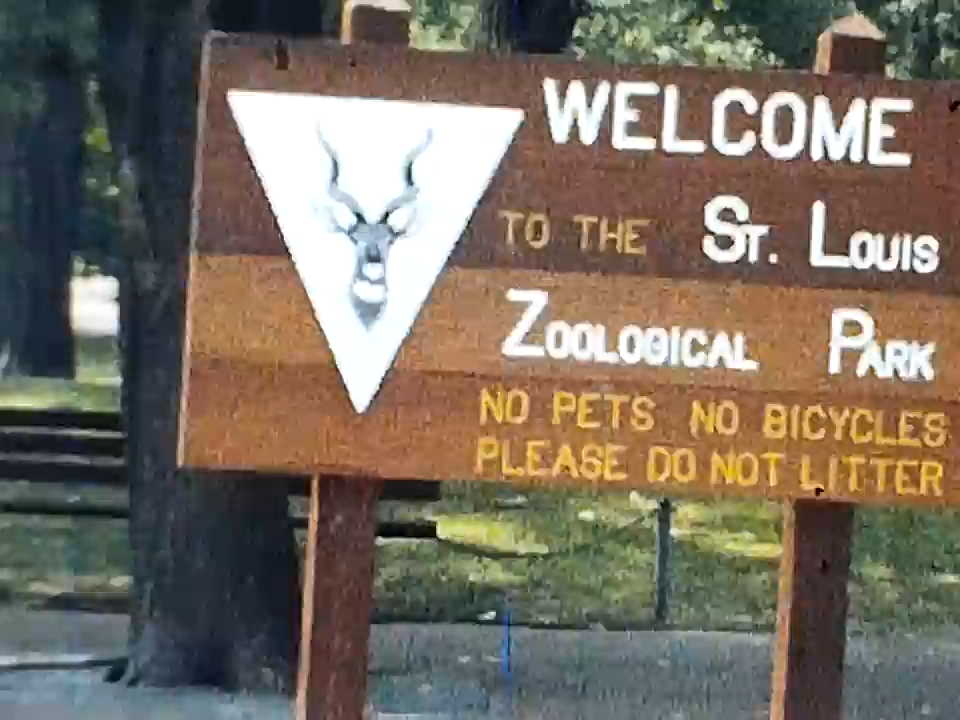 WELCOME
TO THE ST. LOUIS
ZOOLOGICAL PARK
NO PETS NO BICYCLES
PLEASE DO NOT LITTER